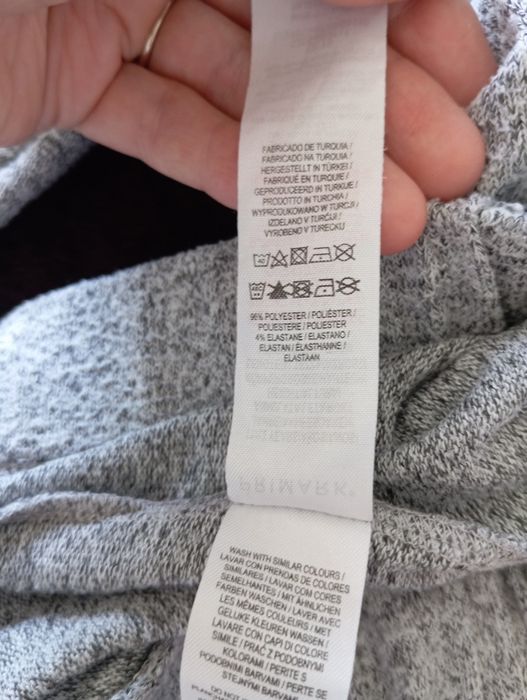 FABRICADO DE TURQUIA /
FABRICADO NA TURQUIA /
HERGESTELLT IN TÜRKEI /
FABRIQUÉ EN TURQUIE /
GEPRODUCEERD IN TURKIJE /
PRODOTTO IN TURCHIA /
WYPRODUKOWANO W TURCJI /
IZDELANO V TURČIJI /
VYROBENO V TURECKU
40
96% POLYESTER / POLIÉSTER /
POLIESTERE / POLIESTER
4% ELASTANE / ELASTANO /
ELASTAN / ÉLASTHANNE /
ELASTAAN
PRIMARK
WASH WITH SIMILAR COLOURS /
LAVAR CON PRENDAS DE COLORES
SIMILARES / LAVAR COM CORES
SEMELHANTES / MIT ÄHNLICHEN
FARBEN WASCHEN / LAVER AVEC
LES MÊMES COULEURS / MET
GELIJKE KLEUREN WASSEN /
LAVARE CON CAPI DI COLORE
SIMILE / PRAĆ Z PODOBNYMI
KOLORAMI / PERITE S
PODOBNIMI BARVAMI / PERTE SE
STEJNÝMI BARVAMI
DO NOT